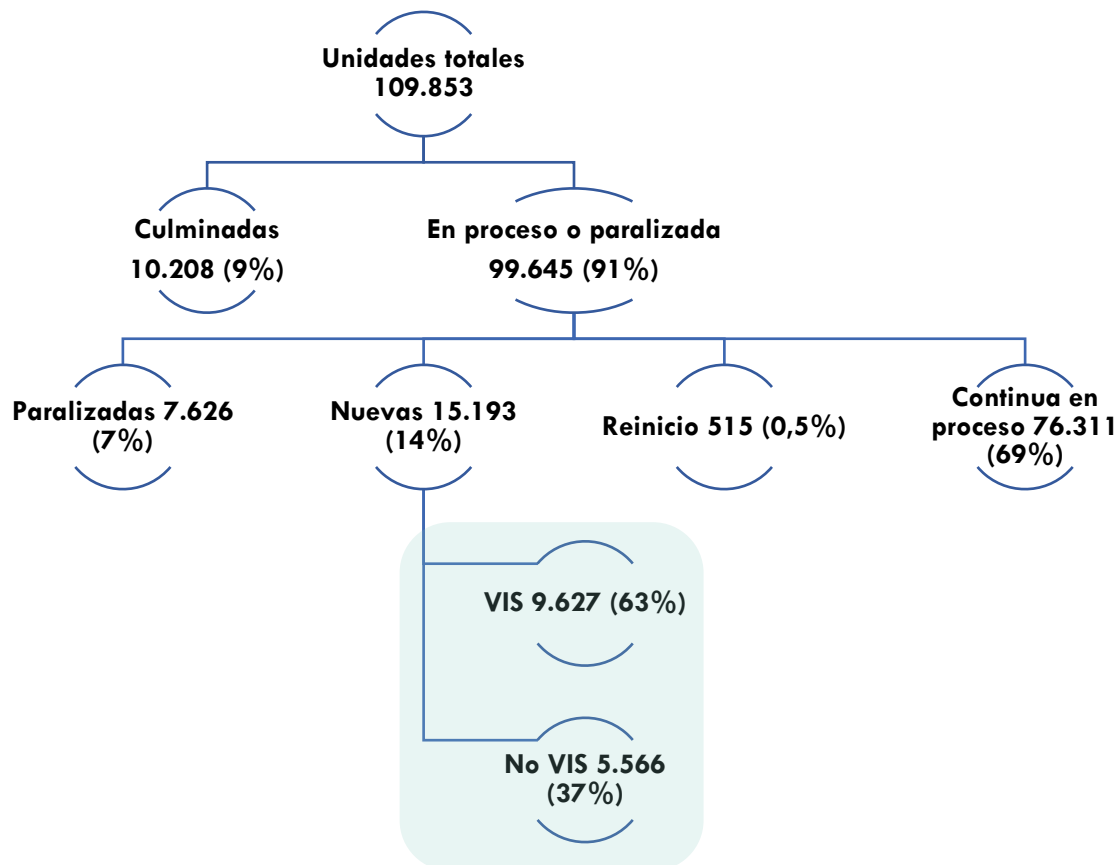 Unidades totales
109.853
Culminadas
10.208 (9%)
En proceso o paralizada
99.645 (91%)
Paralizadas 7.626
(7%)
Nuevas 15.193
(14%)
Reinicio 515 (0,5%)
Continua en
proceso 76.311
(69%)
VIS 9.627 (63%)
No VIS 5.566
(37%)